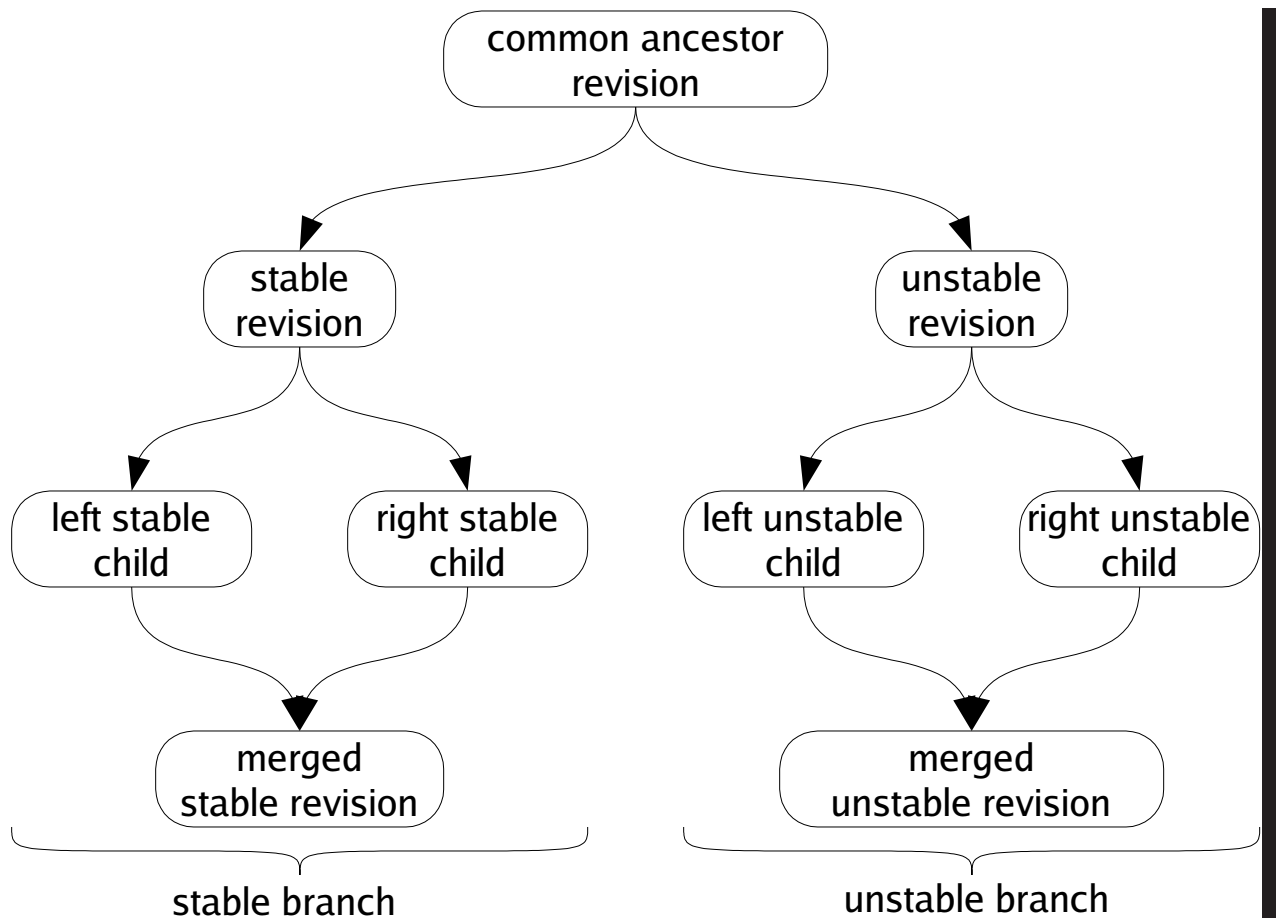 common ancestor
revision
stable
revision
unstable
revision
left stable
child
right stable
child
left unstable
child
right unstable
child
merged
stable revision
merged
unstable revision
stable branch
unstable branch